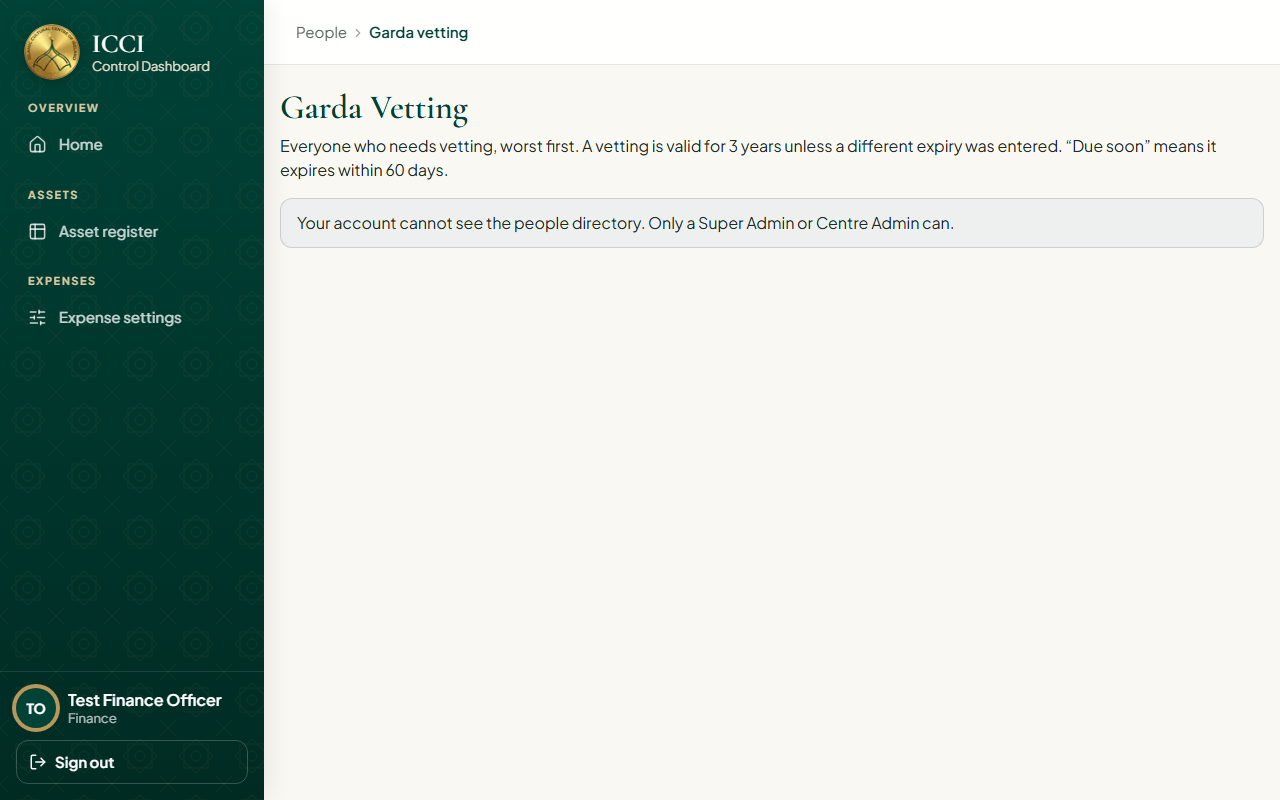 ICCI
Control Dashboard
OVERVIEW
Home
ASSETS
Asset register
EXPENSES
Expense settings
TO
Test Finance Officer
Finance
Sign out
People > Garda vetting
Garda Vetting
Everyone who needs vetting, worst first. A vetting is valid for 3 years unless a different expiry was entered. “Due soon” means it
expires within 60 days.
Your account cannot see the people directory. Only a Super Admin or Centre Admin can.